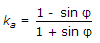 kₐ = (1 - sin φ) / (1 + sin φ)